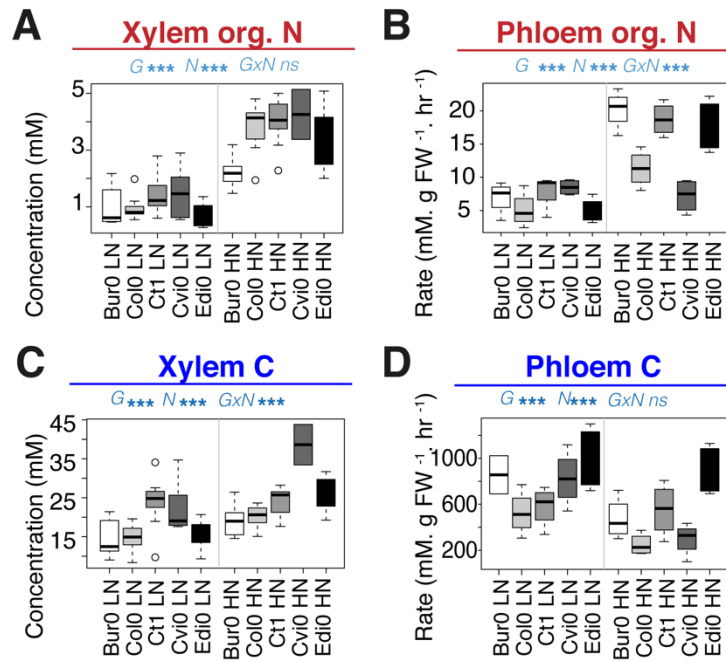 A
Xylem org. N
G *** N *** GxN ns
Concentration (mM)
5
3
1
Bur0 LN
Col0 LN
Ct1 LN
Cvi0 LN
Edi0 LN
Bur0 HN
Col0 HN
Ct1 HN
Cvi0 HN
Edi0 HN
B
Phloem org. N
G *** N *** GxN ***
Rate (mM. g FW⁻¹. hr⁻¹)
20
15
10
5
Bur0 LN
Col0 LN
Ct1 LN
Cvi0 LN
Edi0 LN
Bur0 HN
Col0 HN
Ct1 HN
Cvi0 HN
Edi0 HN
C
Xylem C
G *** N *** GxN ***
Concentration (mM)
45
35
25
15
Bur0 LN
Col0 LN
Ct1 LN
Cvi0 LN
Edi0 LN
Bur0 HN
Col0 HN
Ct1 HN
Cvi0 HN
Edi0 HN
D
Phloem C
G *** N *** GxN ns
Rate (mM. g FW⁻¹. hr⁻¹)
1000
600
200
Bur0 LN
Col0 LN
Ct1 LN
Cvi0 LN
Edi0 LN
Bur0 HN
Col0 HN
Ct1 HN
Cvi0 HN
Edi0 HN